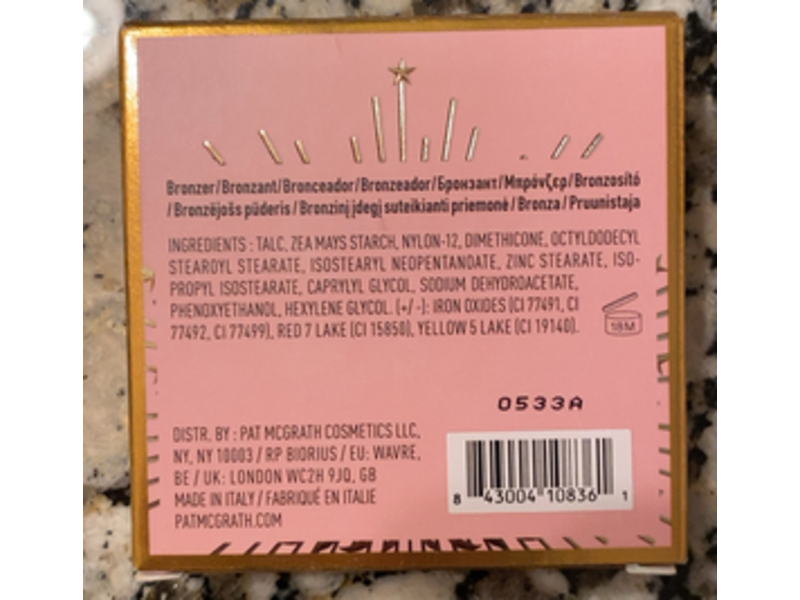 Bronzer/Bronzant/Bronceador/Bronzeador/Бронзант/Μπρόνζερ/Bronzosító
/ Bronzējošs pūderis / Bronzinį įdegį suteikianti priemonė / Bronza / Pruunistaja
INGREDIENTS : TALC, ZEA MAYS STARCH, NYLON-12, DIMETHICONE, OCTYLDODECYL
STEAROYL STEARATE, ISOSTEARYL NEOPENTANOATE, ZINC STEARATE, ISO-
PROPYL ISOSTEARATE, CAPRYLYL GLYCOL, SODIUM DEHYDROACETATE,
PHENOXYETHANOL, HEXYLENE GLYCOL. (+/-): IRON OXIDES (CI 77491, CI
77492, CI 77499), RED 7 LAKE (CI 15850), YELLOW 5 LAKE (CI 19140).
18M
0533A
DISTR. BY : PAT MCGRATH COSMETICS LLC,
NY, NY 10003 / RP BIORIUS / EU: WAVRE,
BE / UK: LONDON WC2H 9JQ, GB
MADE IN ITALY / FABRIQUÉ EN ITALIE
PATMCGRATH.COM
8 43004 10836 1